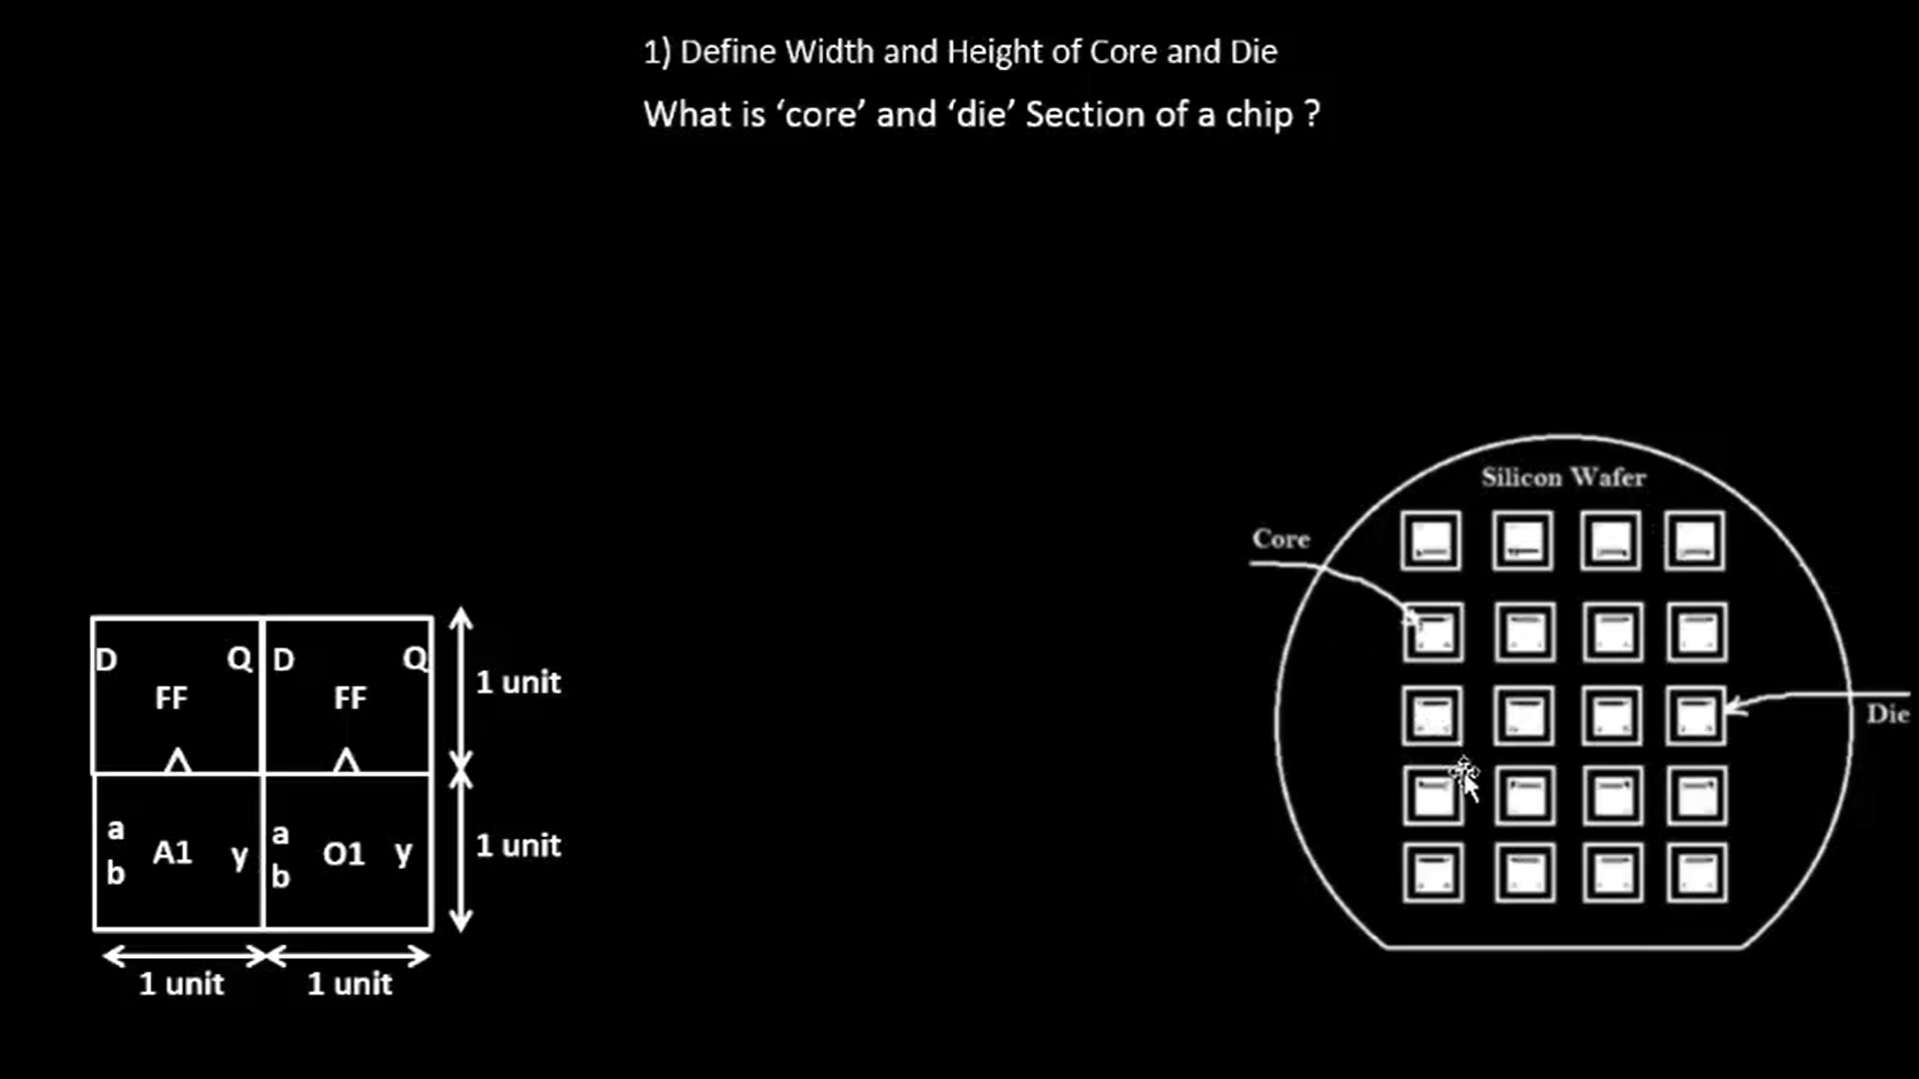 1) Define Width and Height of Core and Die
What is ‘core’ and ‘die’ Section of a chip ?
Silicon Wafer
Core
Die
D Q D Q
FF FF
1 unit
a A1 y a O1 y
b b
1 unit
1 unit 1 unit